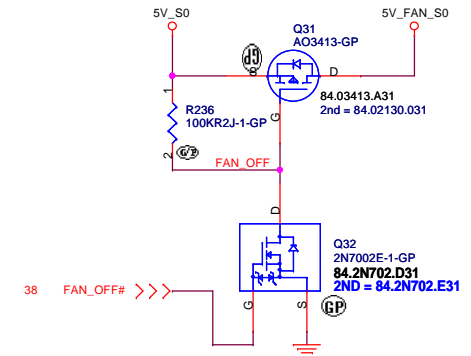 5V_S0
5V_FAN_S0
Q31
AO3413-GP
GP
S
D
84.03413.A31
2nd = 84.02130.031
1
R236
100KR2J-1-GP
G
2
G/P
FAN_OFF
D
Q32
2N7002E-1-GP
84.2N702.D31
2ND = 84.2N702.E31
38 FAN_OFF#
G
S
GP